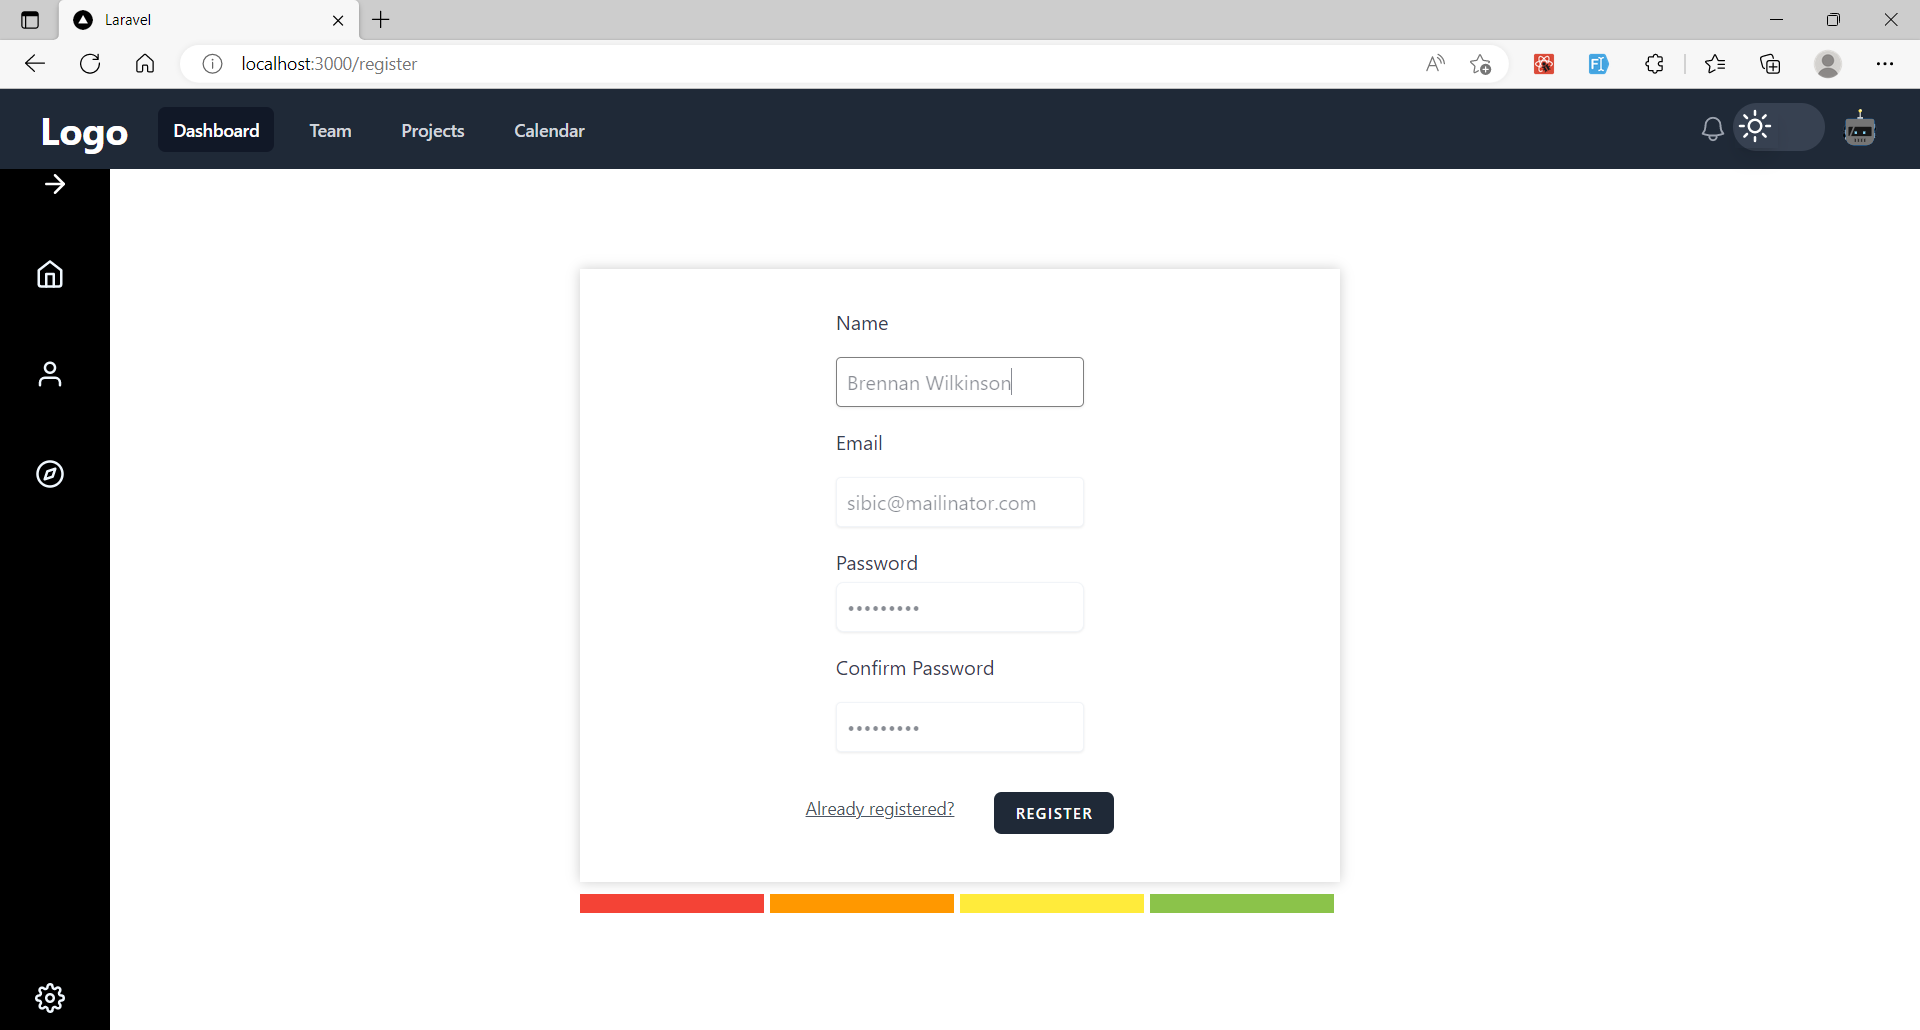 Laravel
localhost:3000/register
Logo
Dashboard
Team
Projects
Calendar
Name
Brennan Wilkinson
Email
sibic@mailinator.com
Password
•••••••••
Confirm Password
•••••••••
Already registered?
REGISTER